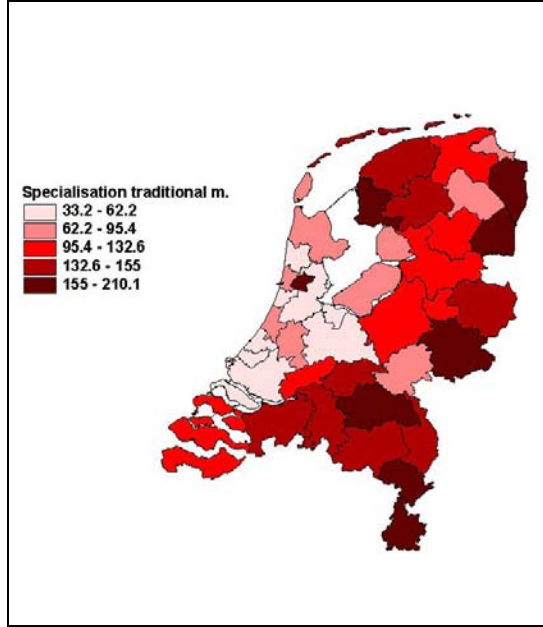 Specialisation traditional m.
33.2 - 62.2
62.2 - 95.4
95.4 - 132.6
132.6 - 155
155 - 210.1